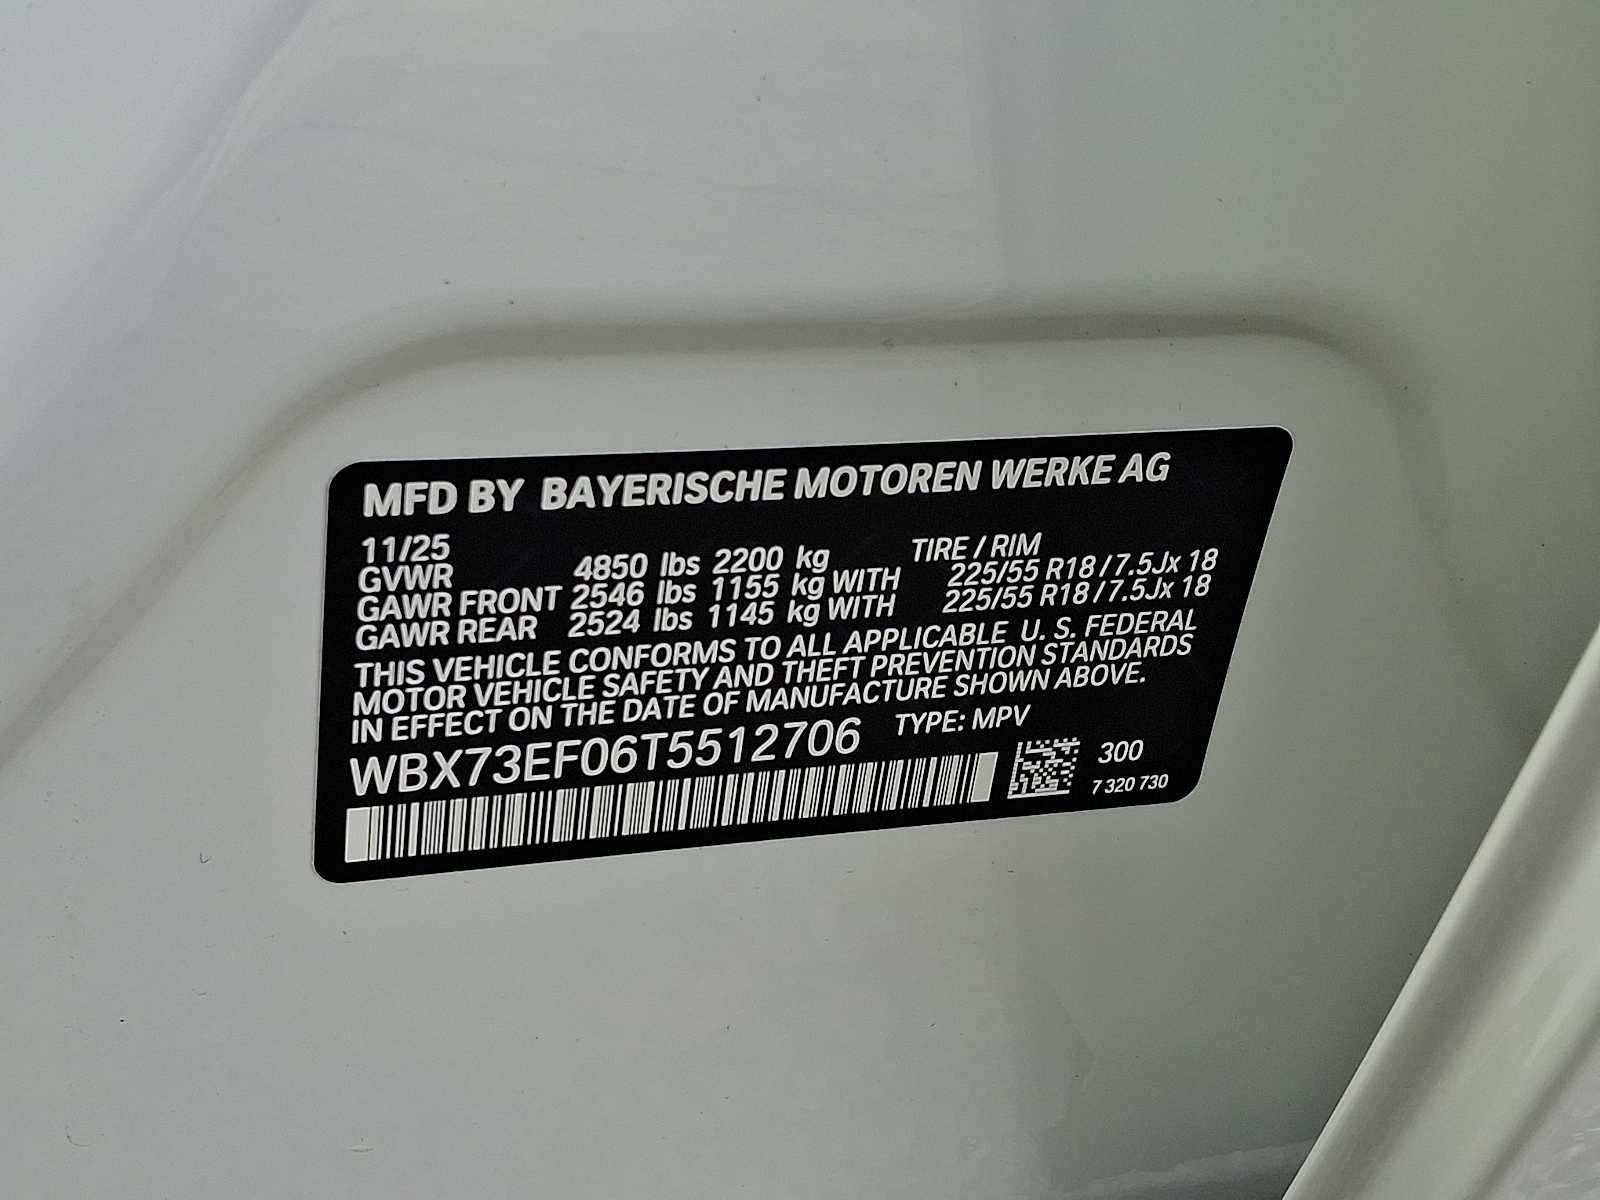 MFD BY BAYERISCHE MOTOREN WERKE AG
11/25 TIRE / RIM
GVWR 4850 lbs 2200 kg
GAWR FRONT 2546 lbs 1155 kg WITH 225/55 R18 / 7.5Jx 18
GAWR REAR 2524 lbs 1145 kg WITH 225/55 R18 / 7.5Jx 18
THIS VEHICLE CONFORMS TO ALL APPLICABLE U. S. FEDERAL
MOTOR VEHICLE SAFETY AND THEFT PREVENTION STANDARDS
IN EFFECT ON THE DATE OF MANUFACTURE SHOWN ABOVE.
WBX73EF06T5512706 TYPE: MPV
300
7 320 730